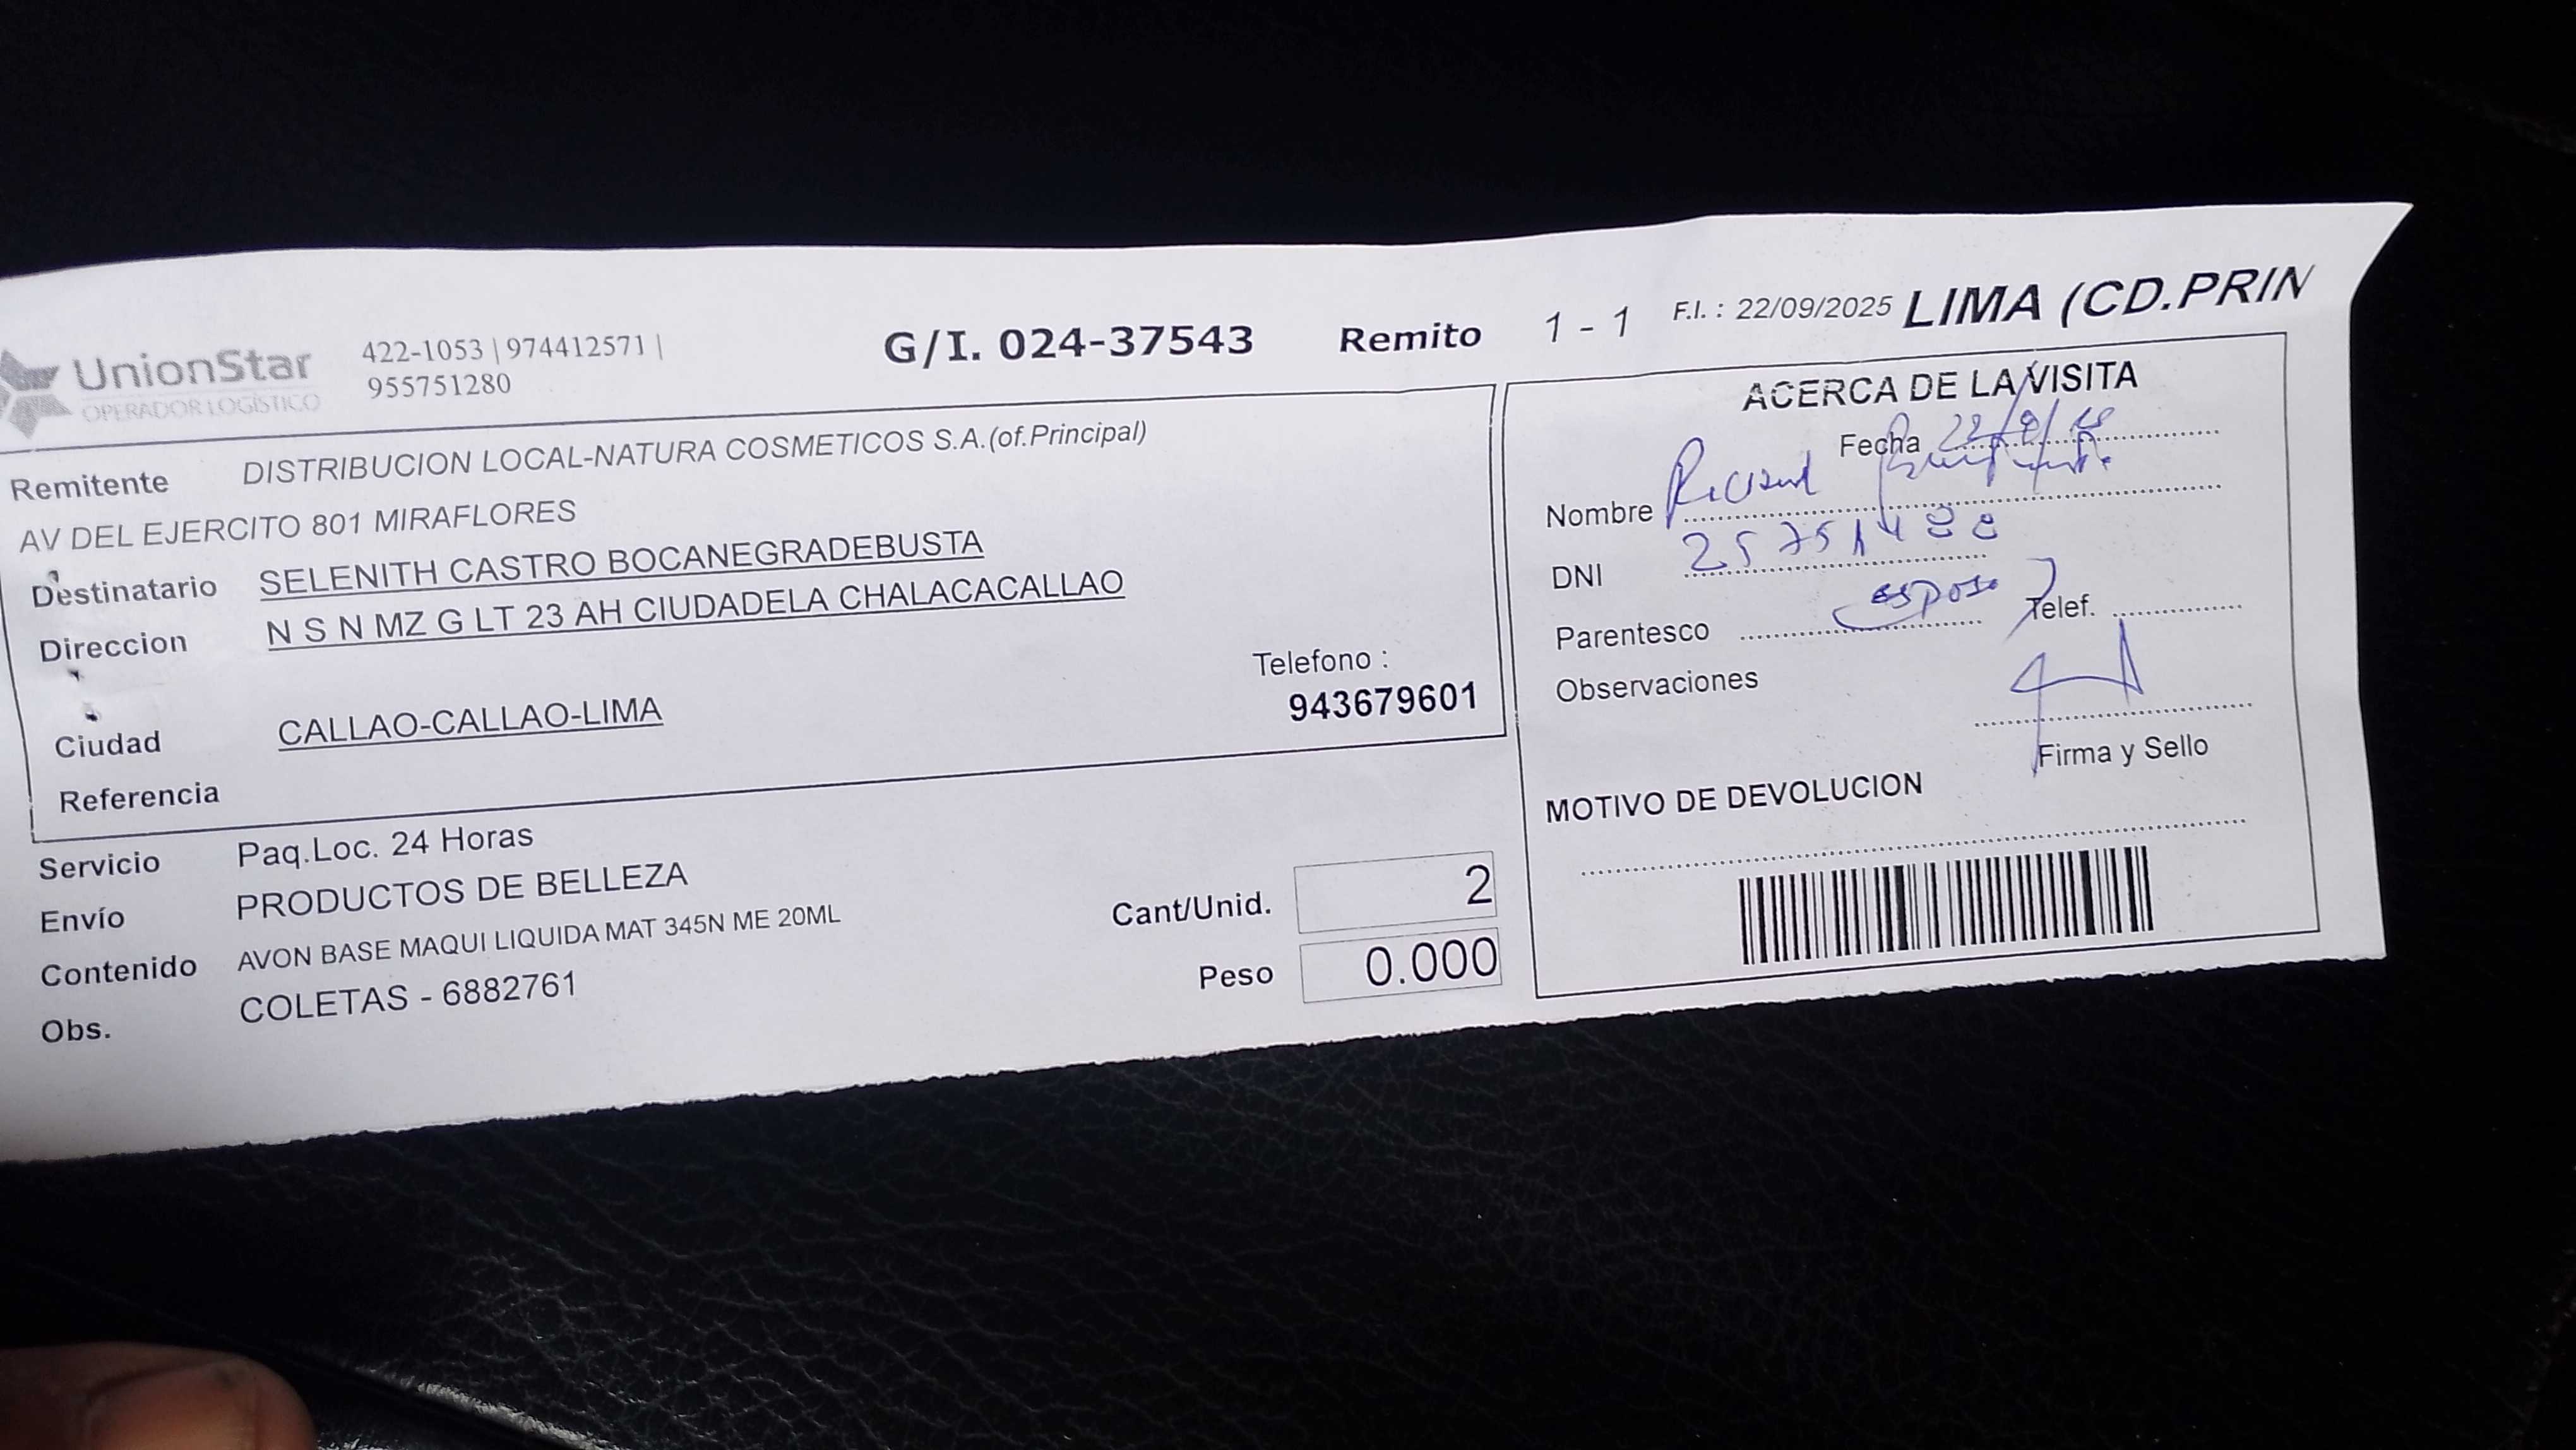 UnionStar
OPERADOR LOGÍSTICO
422-1053 | 974412571 |
955751280
G/I. 024-37543 Remito 1 - 1 F.I. : 22/09/2025 LIMA (CD.PRIN
Remitente DISTRIBUCION LOCAL-NATURA COSMETICOS S.A.(of.Principal)
AV DEL EJERCITO 801 MIRAFLORES
Destinatario SELENITH CASTRO BOCANEGRADEBUSTA
Direccion N S N MZ G LT 23 AH CIUDADELA CHALACACALLAO
Telefono :
943679601
Ciudad CALLAO-CALLAO-LIMA
Referencia
Servicio Paq.Loc. 24 Horas
Envío PRODUCTOS DE BELLEZA
Contenido AVON BASE MAQUI LIQUIDA MAT 345N ME 20ML
Obs. COLETAS - 6882761
Cant/Unid. 2
Peso 0.000
ACERCA DE LA VISITA
Fecha
Nombre
DNI 25751488
Parentesco esposo Telef.
Observaciones
Firma y Sello
MOTIVO DE DEVOLUCION